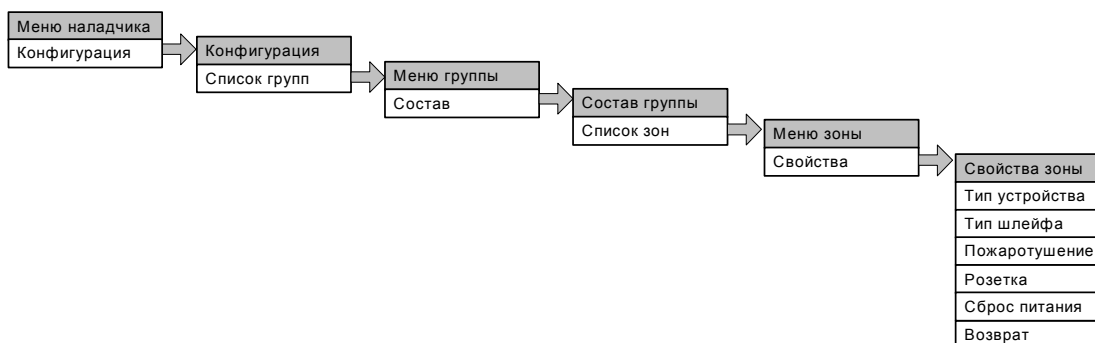 Меню наладчика
Конфигурация
Конфигурация
Список групп
Меню группы
Состав
Состав группы
Список зон
Меню зоны
Свойства
Свойства зоны
Тип устройства
Тип шлейфа
Пожаротушение
Розетка
Сброс питания
Возврат